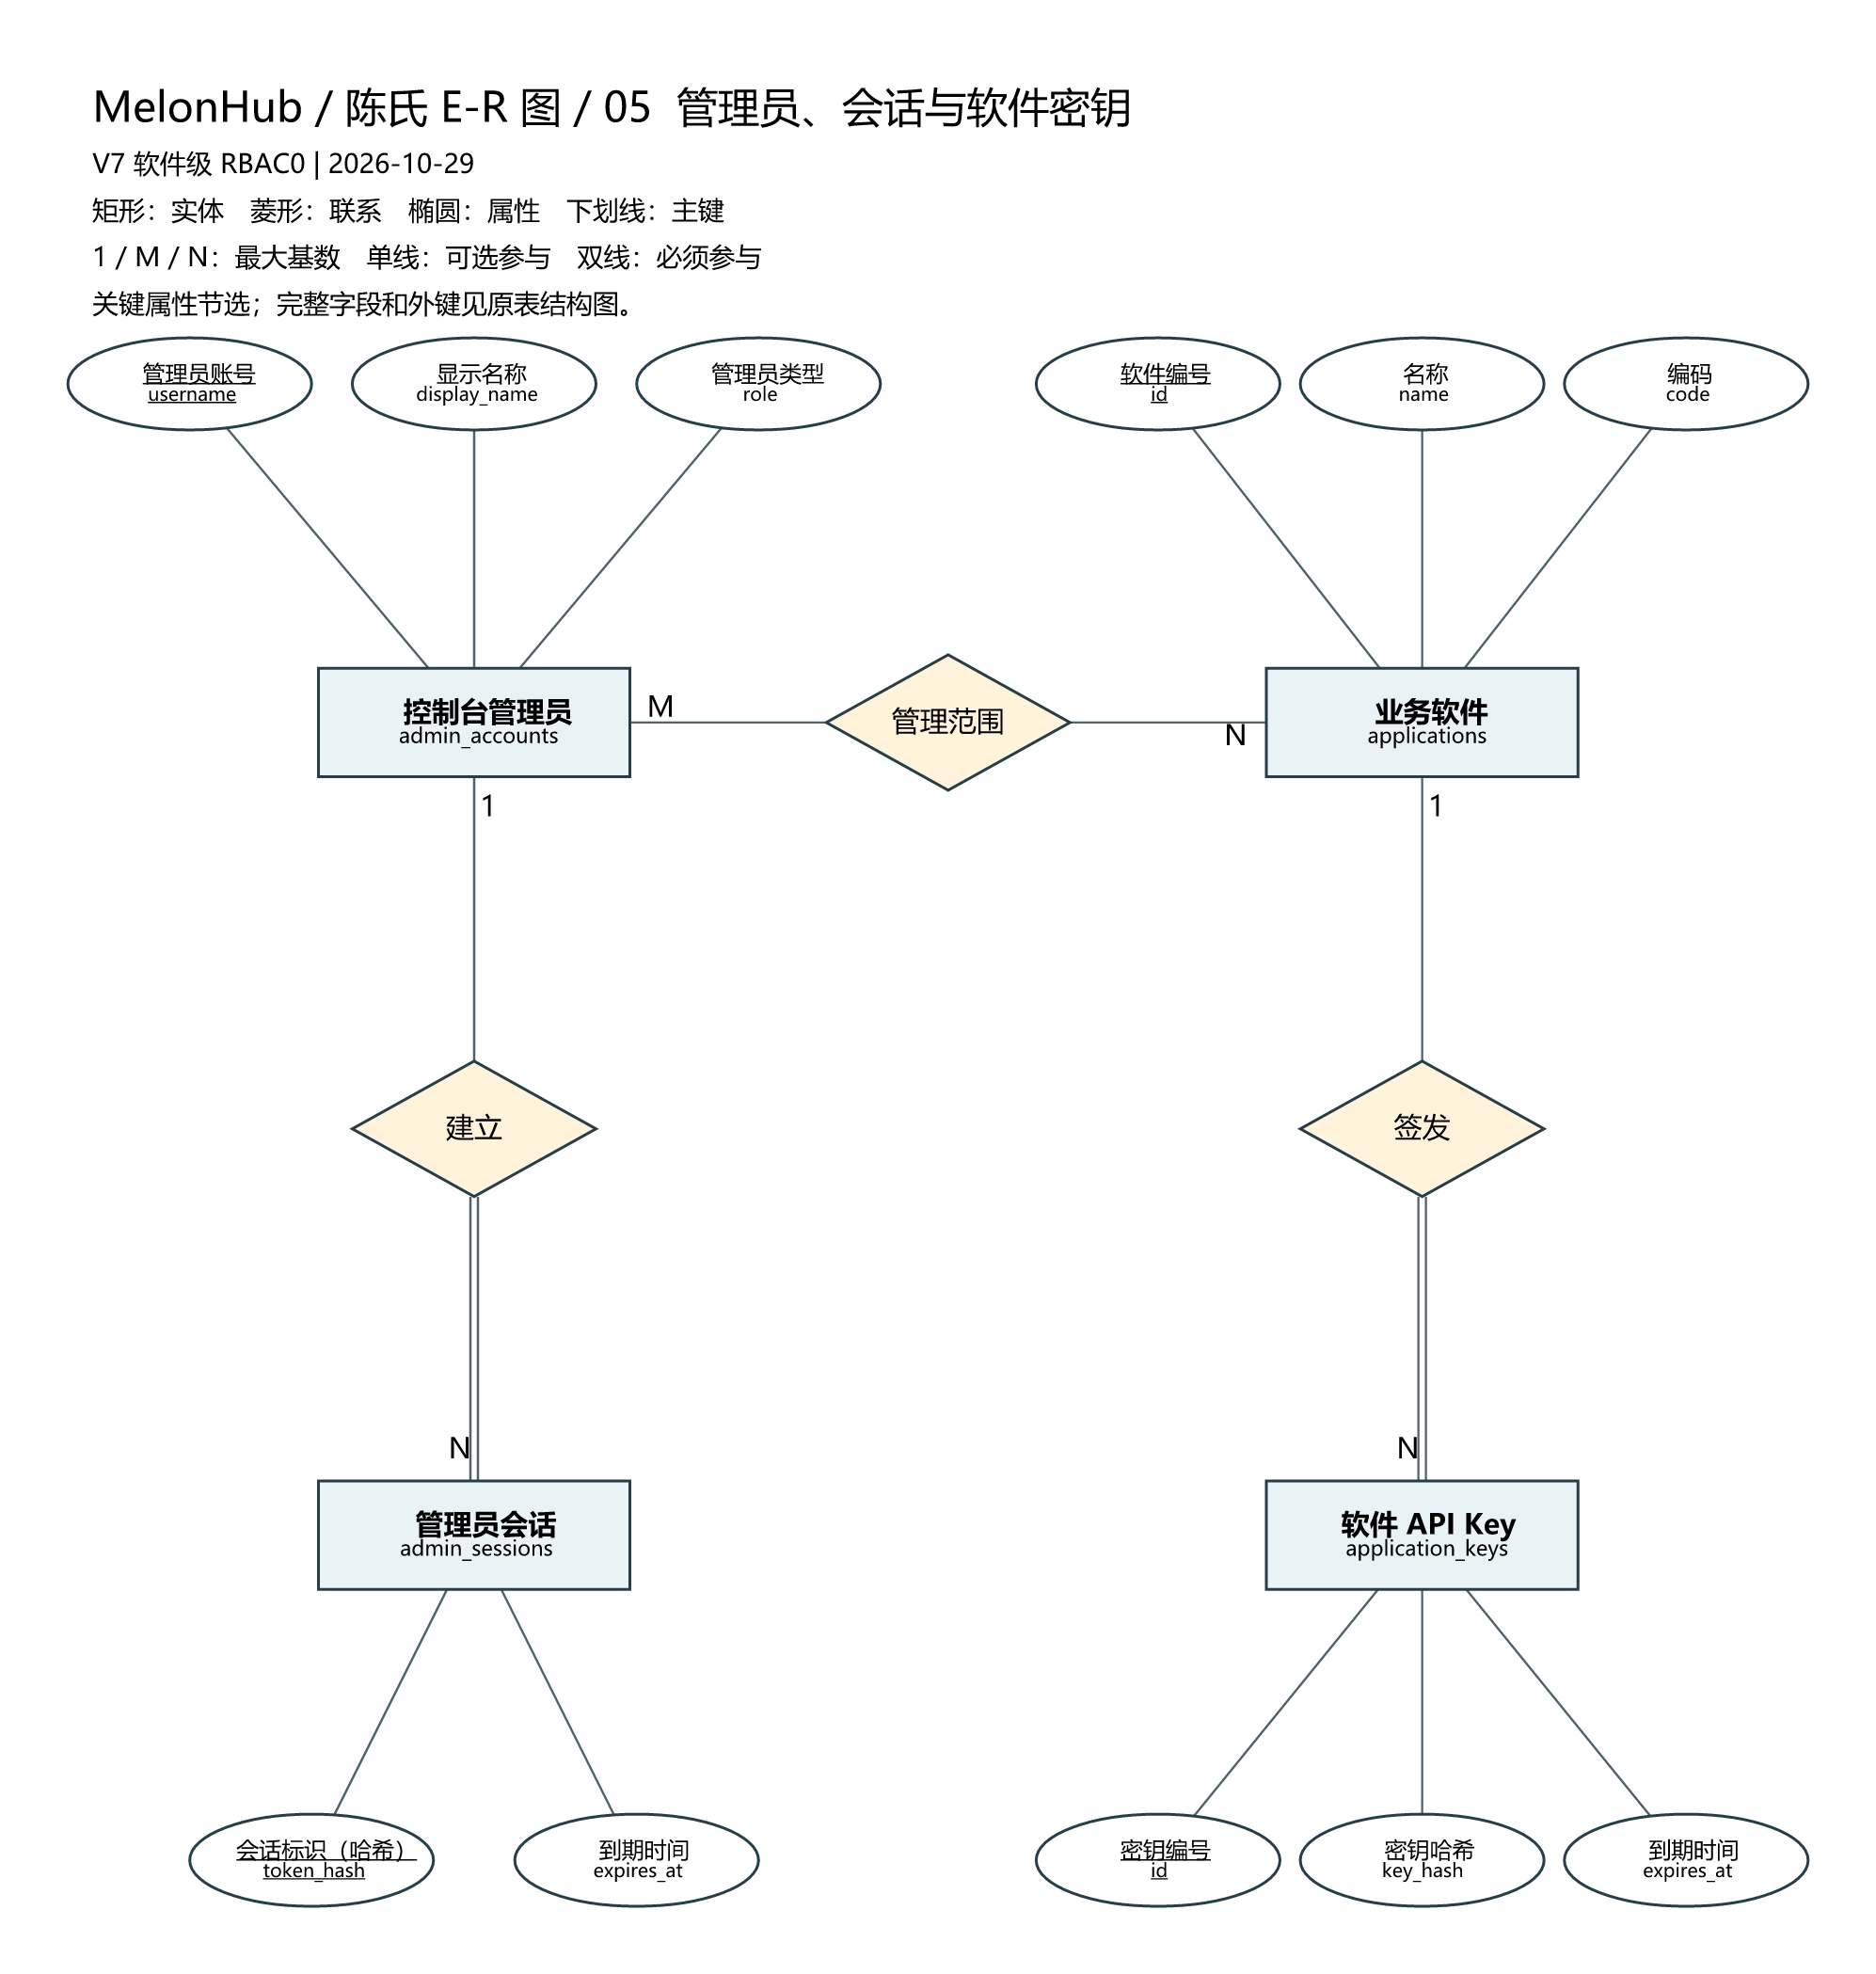 MelonHub / 陈氏 E-R 图 / 05  管理员、会话与软件密钥
V7 软件级 RBAC0 | 2026-10-29
矩形：实体　菱形：联系　椭圆：属性　下划线：主键
1 / M / N：最大基数　单线：可选参与　双线：必须参与
关键属性节选；完整字段和外键见原表结构图。
管理员账号
username
显示名称
display_name
管理员类型
role
软件编号
id
名称
name
编码
code
控制台管理员
admin_accounts
M
管理范围
N
业务软件
applications
1
1
建立
签发
N
N
管理员会话
admin_sessions
软件 API Key
application_keys
会话标识（哈希）
token_hash
到期时间
expires_at
密钥编号
id
密钥哈希
key_hash
到期时间
expires_at